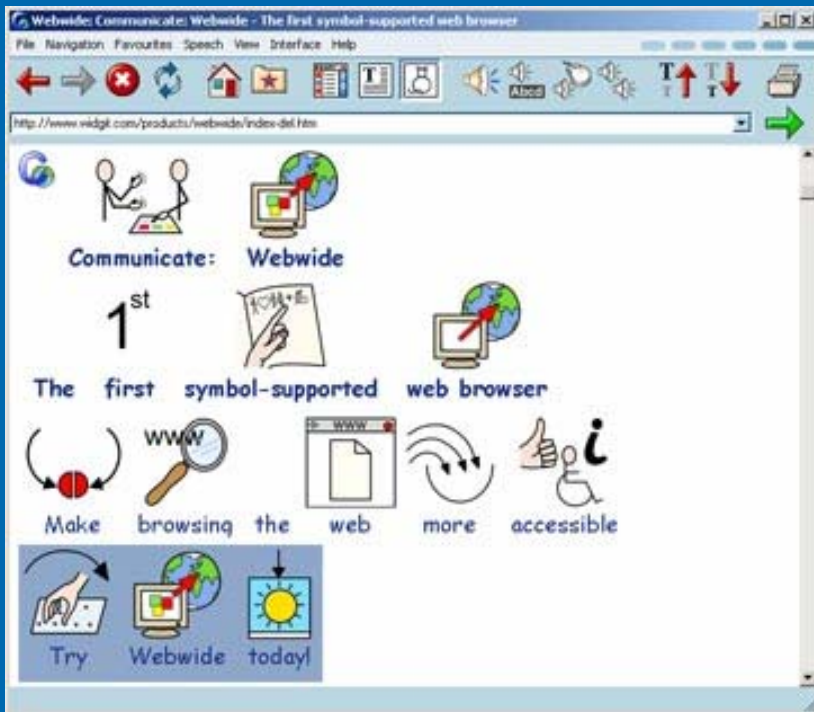 Webwide: Communicate: Webwide - The first symbol-supported web browser
File Navigation Favourites Speech View Interface Help
Abcd
http://www.widgit.com/products/webwide/index-del.htm
Communicate: Webwide
1st
The first symbol-supported web browser
www
www
Make browsing the web more accessible
Try Webwide today!